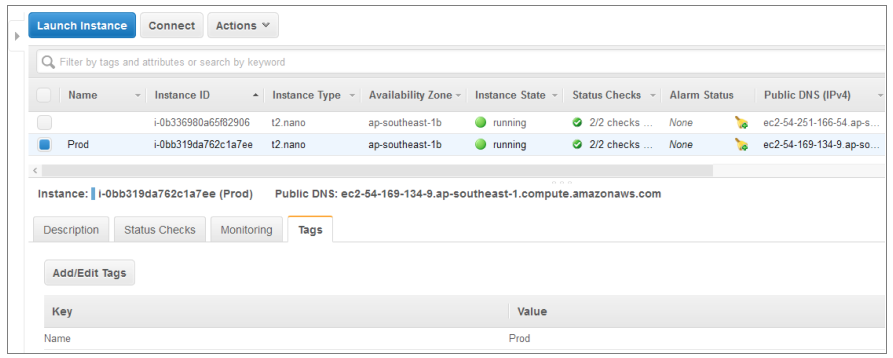 Launch Instance Connect Actions
Filter by tags and attributes or search by keyword
Name Instance ID Instance Type Availability Zone Instance State Status Checks Alarm Status Public DNS (IPv4)
i-0b336980a65f82906 t2.nano ap-southeast-1b running 2/2 checks ... None ec2-54-251-166-54.ap-s...
Prod i-0bb319da762c1a7ee t2.nano ap-southeast-1b running 2/2 checks ... None ec2-54-169-134-9.ap-so...
Instance: i-0bb319da762c1a7ee (Prod) Public DNS: ec2-54-169-134-9.ap-southeast-1.compute.amazonaws.com
Description Status Checks Monitoring Tags
Add/Edit Tags
Key Value
Name Prod